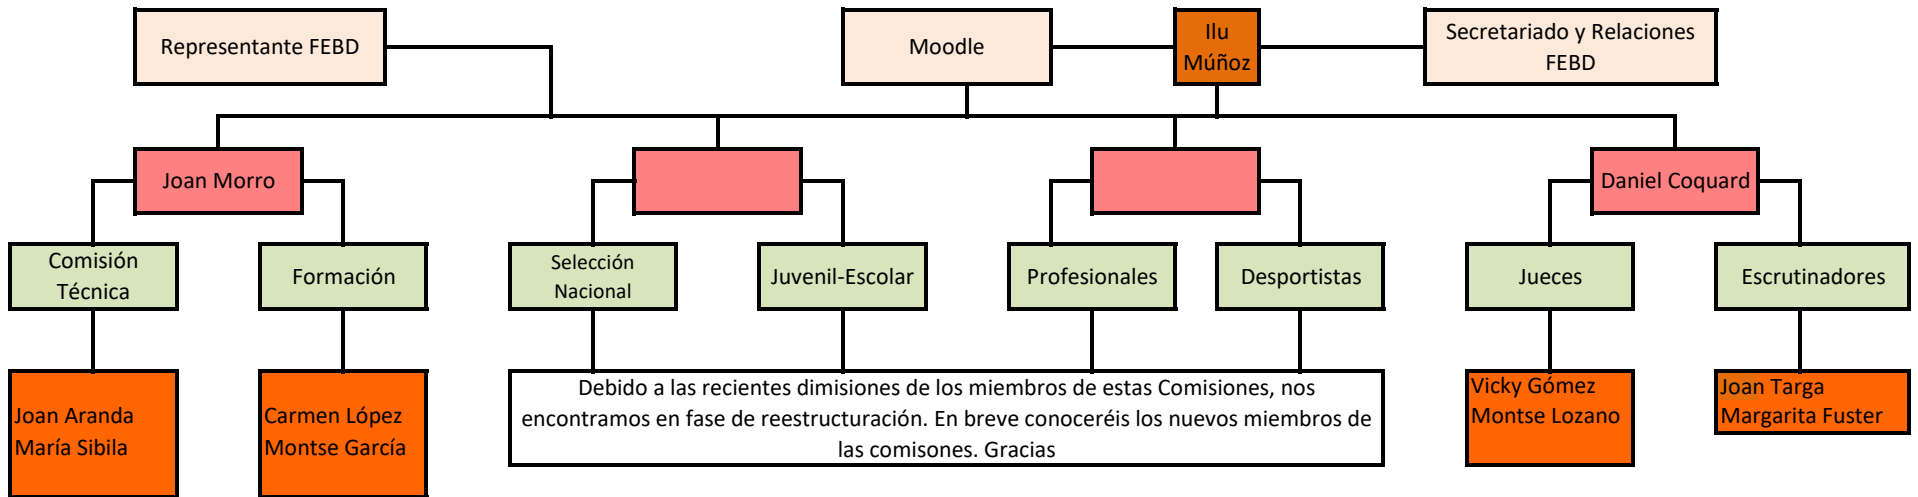 Representante FEBD
Moodle
Ilu
Múñoz
Secretariado y Relaciones
FEBD
Joan Morro
Daniel Coquard
Comisión
Técnica
Formación
Selección
Nacional
Juvenil-Escolar
Profesionales
Desportistas
Jueces
Escrutinadores
Joan Aranda
María Sibila
Carmen López
Montse García
Debido a las recientes dimisiones de los miembros de estas Comisiones, nos
encontramos en fase de reestructuración. En breve conoceréis los nuevos miembros de
las comisones. Gracias
Vicky Gómez
Montse Lozano
Joan Targa
Margarita Fuster